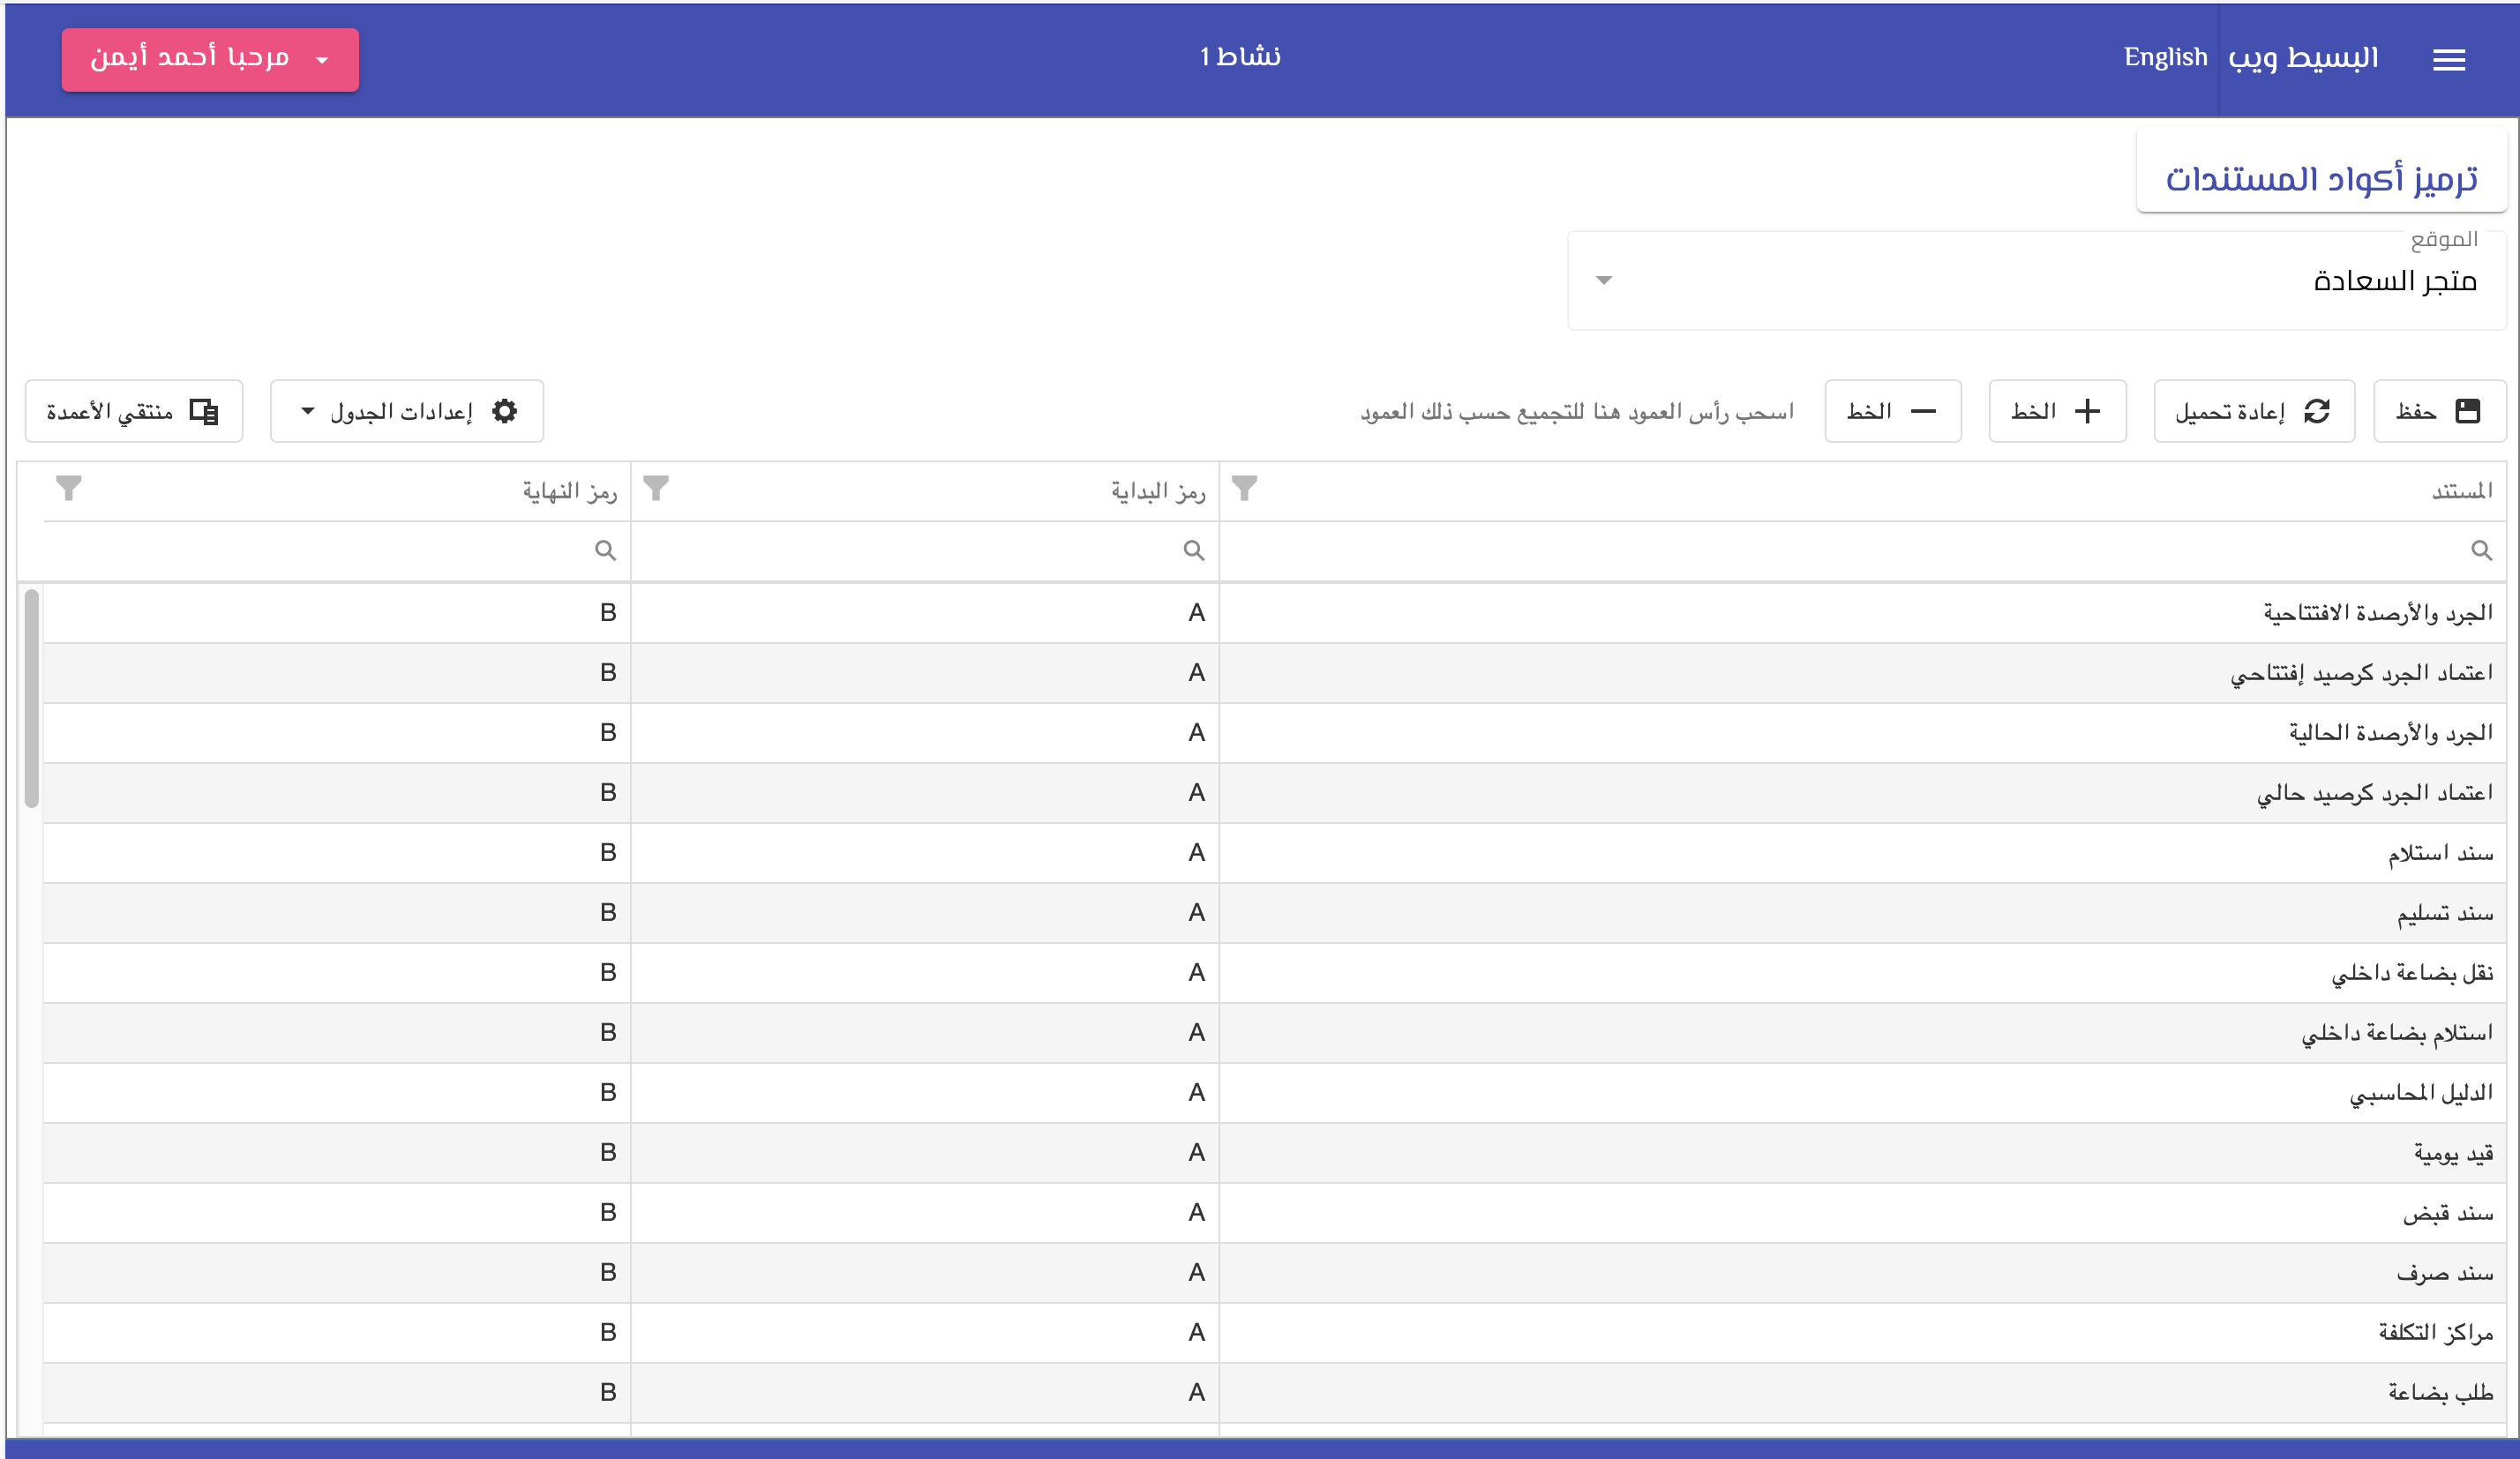 البسيط ويب English نشاط 1 مرحبا أحمد أيمن
ترميز أكواد المستندات
الموقع
متجر السعادة
حفظ إعادة تحميل الخط الخط اسحب رأس العمود هنا للتجميع حسب ذلك العمود إعدادات الجدول منتقي الأعمدة
المستند رمز البداية رمز النهاية
الجرد والأرصدة الافتتاحية A B
اعتماد الجرد كرصيد إفتتاحي A B
الجرد والأرصدة الحالية A B
اعتماد الجرد كرصيد حالي A B
سند استلام A B
سند تسليم A B
نقل بضاعة داخلي A B
استلام بضاعة داخلي A B
الدليل المحاسبي A B
قيد يومية A B
سند قبض A B
سند صرف A B
مراكز التكلفة A B
طلب بضاعة A B